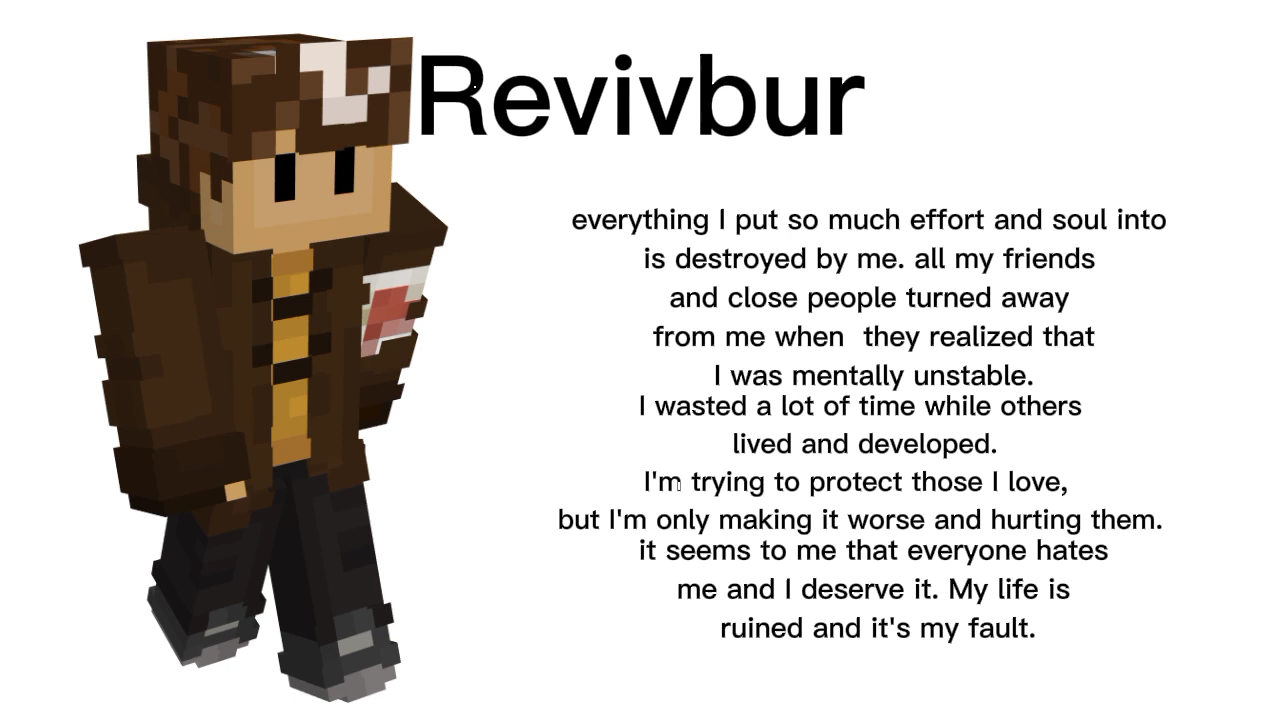 Revivbur
everything I put so much effort and soul into
is destroyed by me. all my friends
and close people turned away
from me when  they realized that
I was mentally unstable.
I wasted a lot of time while others
lived and developed.
I'm trying to protect those I love,
but I'm only making it worse and hurting them.
it seems to me that everyone hates
me and I deserve it. My life is
ruined and it's my fault.